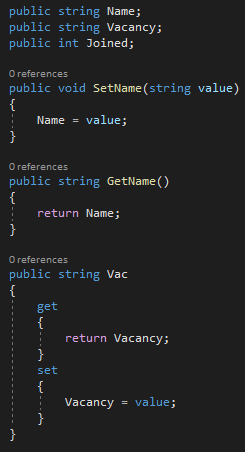 public string Name;
public string Vacancy;
public int Joined;
0 references
public void SetName(string value)
{
Name = value;
}
0 references
public string GetName()
{
return Name;
}
0 references
public string Vac
{
get
{
return Vacancy;
}
set
{
Vacancy = value;
}
}